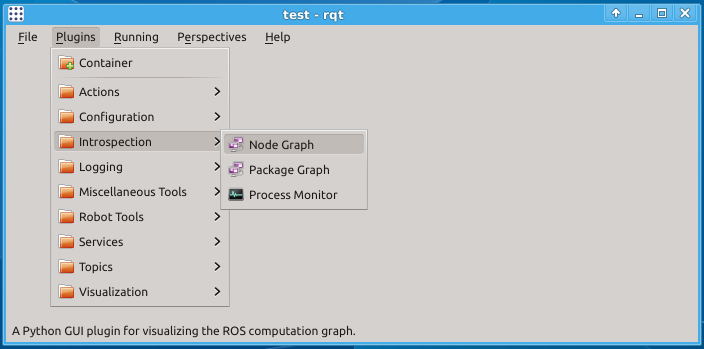 test - rqt
File Plugins Running Perspectives Help
Container
Actions
Configuration
Introspection
Logging
Miscellaneous Tools
Robot Tools
Services
Topics
Visualization
Node Graph
Package Graph
Process Monitor
A Python GUI plugin for visualizing the ROS computation graph.